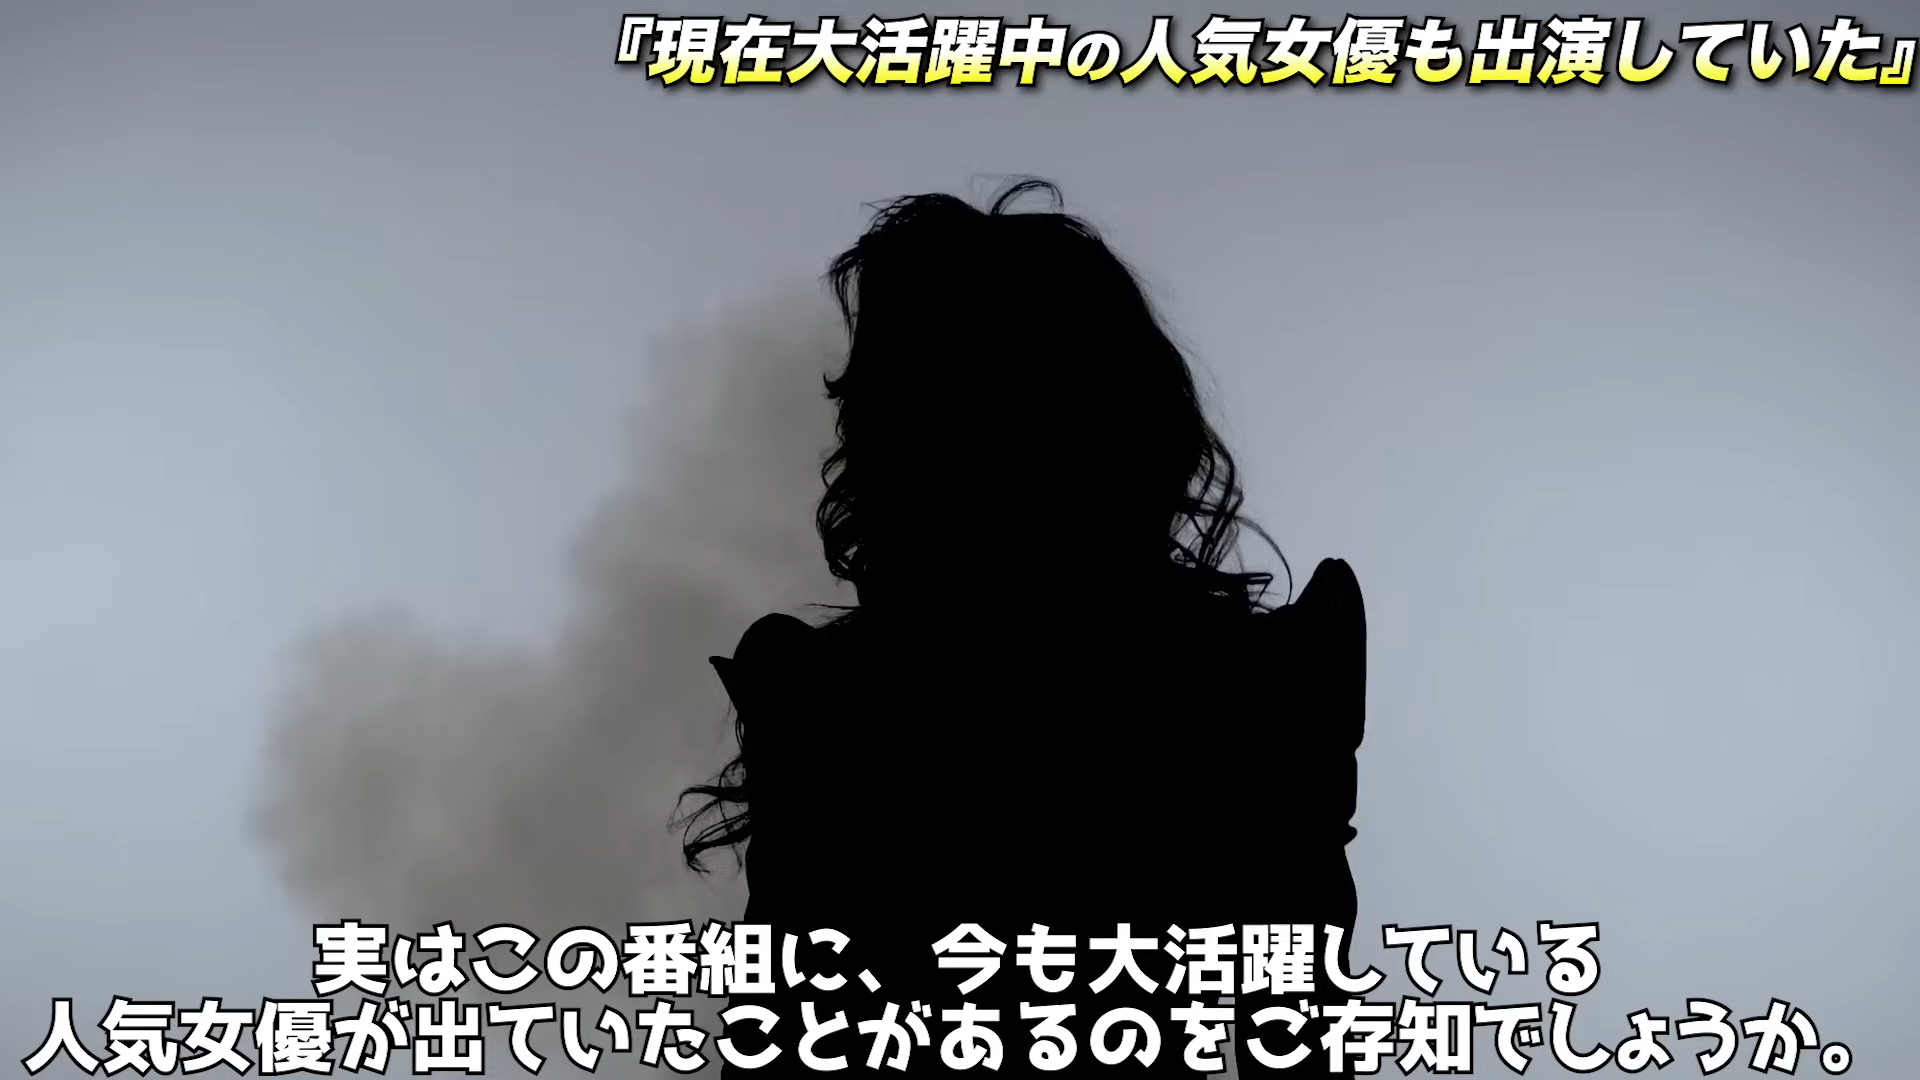 『現在大活躍中の人気女優も出演していた』
実はこの番組に、今も大活躍している
人気女優が出ていたことがあるのをご存知でしょうか。